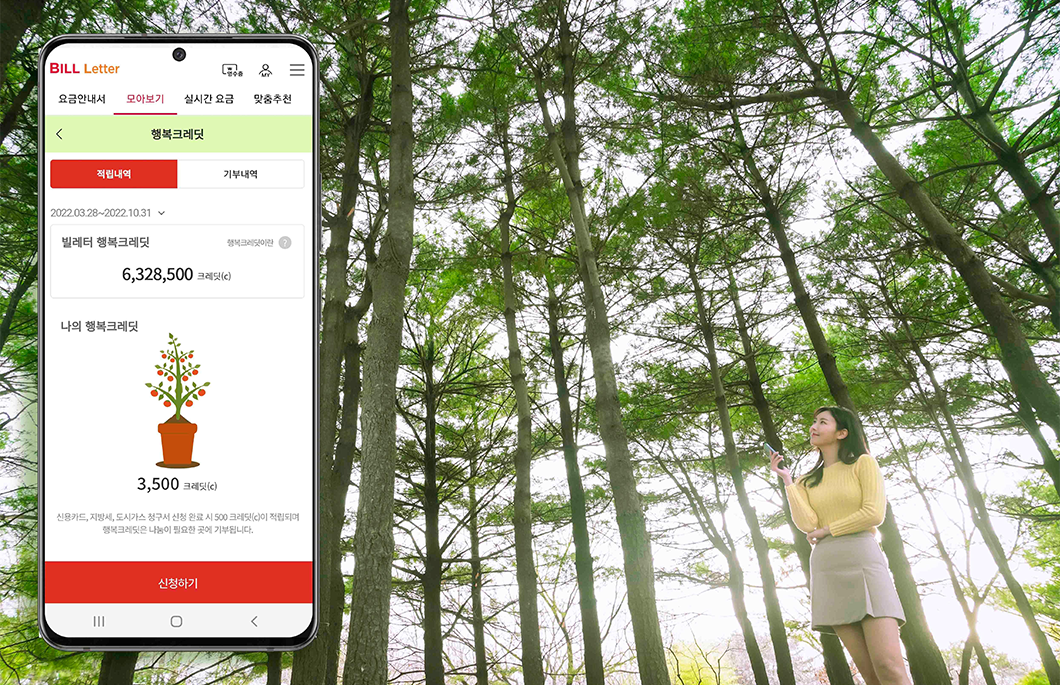 BILL Letter
영수증
MY
요금안내서 모아보기 실시간 요금 맞춤추천
행복크레딧
적립내역 기부내역
2022.03.28~2022.10.31
빌레터 행복크레딧 행복크레딧이란 ?
6,328,500 크레딧(c)
나의 행복크레딧
3,500 크레딧(c)
신용카드, 지방세, 도시가스 청구서 신청 완료 시 500 크레딧(c)이 적립되며
행복크레딧은 나눔이 필요한 곳에 기부됩니다.
신청하기